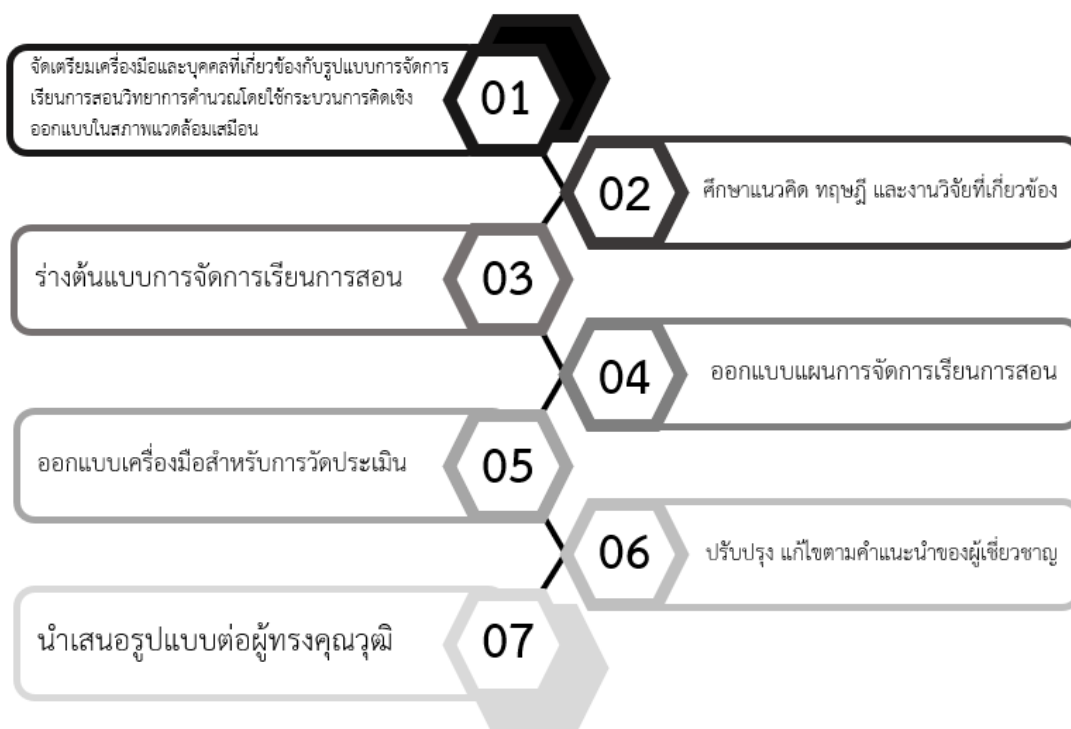 จัดเตรียมเครื่องมือและบุคคลที่เกี่ยวข้องกับรูปแบบการจัดการ
เรียนการสอนวิทยาการคำนวณโดยใช้กระบวนการคิดเชิง
ออกแบบในสภาพแวดล้อมเสมือน
01
02
ศึกษาแนวคิด ทฤษฎี และงานวิจัยที่เกี่ยวข้อง
ร่างต้นแบบการจัดการเรียนการสอน
03
04
ออกแบบแผนการจัดการเรียนการสอน
ออกแบบเครื่องมือสำหรับการวัดประเมิน
05
06
ปรับปรุง แก้ไขตามคำแนะนำของผู้เชี่ยวชาญ
นำเสนอรูปแบบต่อผู้ทรงคุณวุฒิ
07